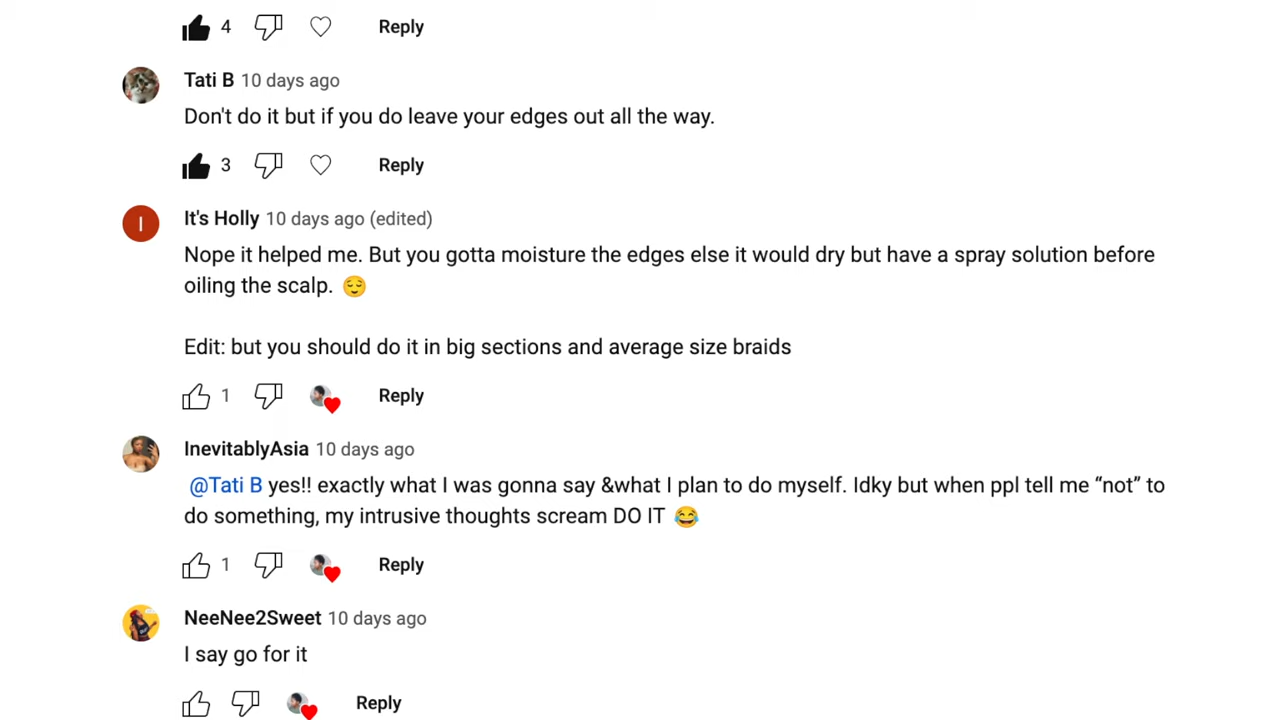 4 Reply
Tati B 10 days ago
Don't do it but if you do leave your edges out all the way.
3 Reply
I
It's Holly 10 days ago (edited)
Nope it helped me. But you gotta moisture the edges else it would dry but have a spray solution before
oiling the scalp. 😌
Edit: but you should do it in big sections and average size braids
1 Reply
InevitablyAsia 10 days ago
@Tati B yes!! exactly what I was gonna say &what I plan to do myself. Idky but when ppl tell me “not” to
do something, my intrusive thoughts scream DO IT 😂
1 Reply
NeeNee2Sweet 10 days ago
I say go for it
Reply